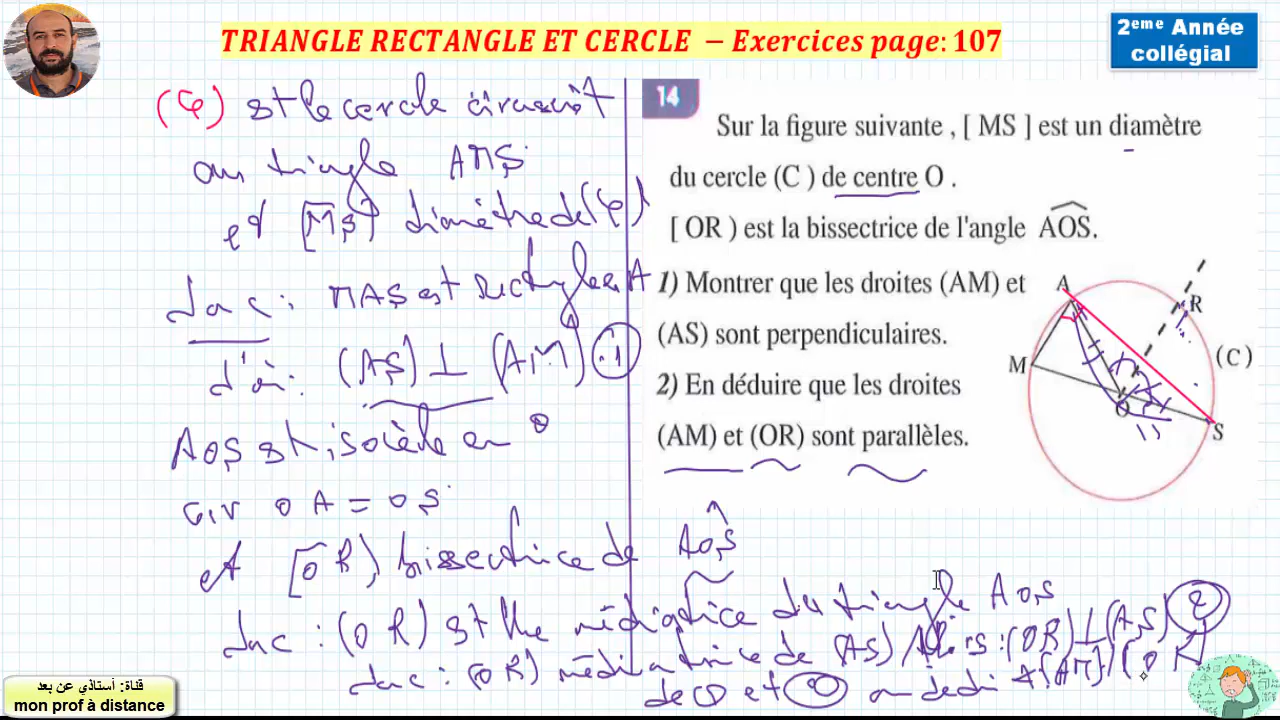 TRIANGLE RECTANGLE ET CERCLE – Exercices page: 107
2eme Année
collégial
(C) est le cercle circonscrit
au triangle AMS
et [MS] diamètre de (C)
donc : MAS est rectangle en A
d'où : (AS) ⊥ (AM) 1
AOS est isocèle en O
car OA = OS
et [OR) bissectrice de AOS
donc : (OR) est une médiatrice du triangle AOS
donc : (OR) médiatrice de [AS] Alors : (OR) ⊥ (AS) 2
de 1 et 2 on déduit (AM) // (OR)
14
Sur la figure suivante , [ MS ] est un diamètre
du cercle (C ) de centre O .
[ OR ) est la bissectrice de l'angle AOS.
1) Montrer que les droites (AM) et
(AS) sont perpendiculaires.
2) En déduire que les droites
(AM) et (OR) sont parallèles.
A
R
M
(C)
O
S
قناة: أستاذي عن بعد
mon prof à distance